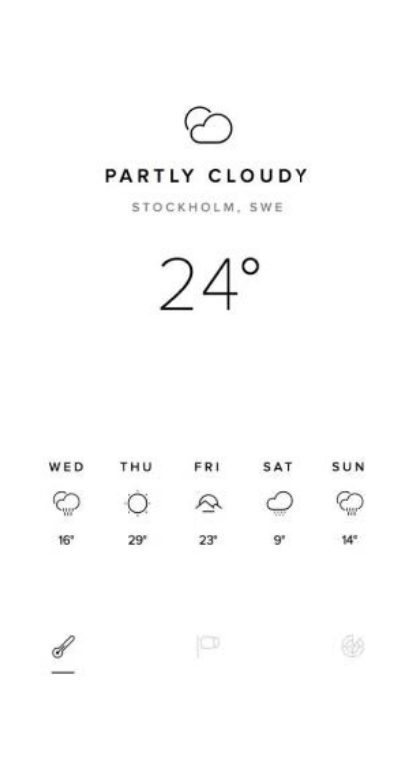 PARTLY CLOUDY
STOCKHOLM, SWE
24°
WED THU FRI SAT SUN
16° 29° 23° 9° 14°